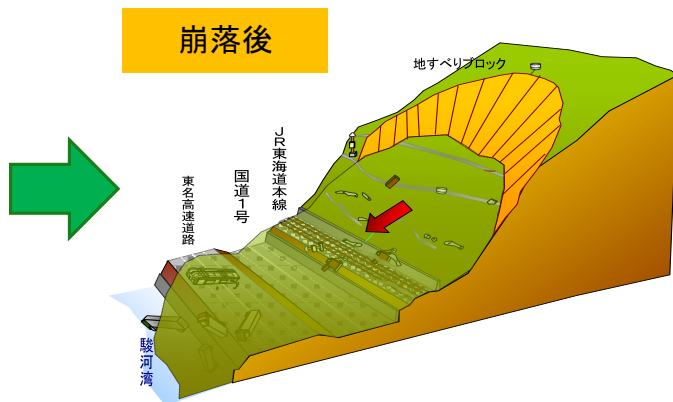 崩落後
地すべりブロック
JR東海道本線
国道1号
東名高速道路
駿河湾